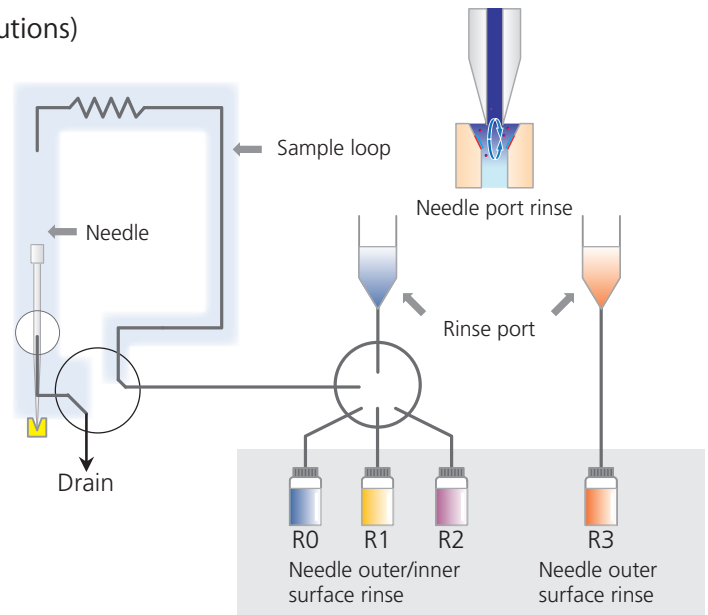 utions)
Sample loop
Needle port rinse
Needle
Rinse port
Drain
R0 R1 R2 R3
Needle outer/inner
surface rinse
Needle outer
surface rinse